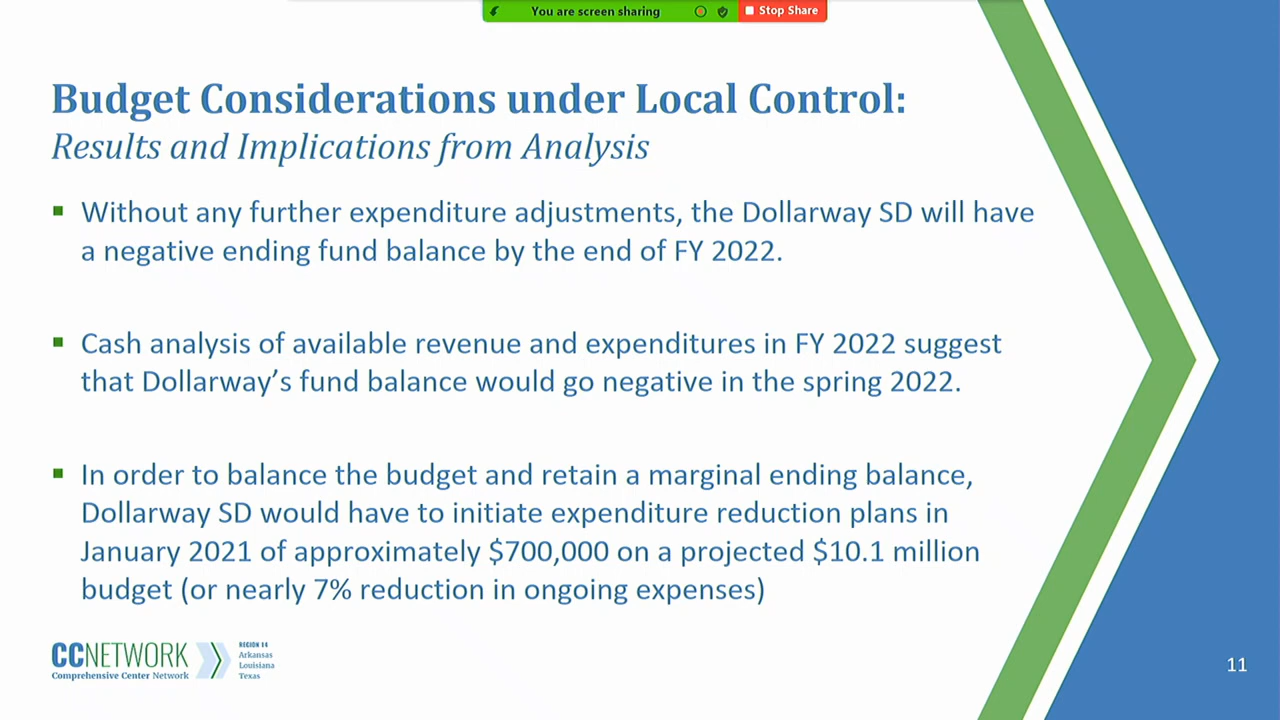 You are screen sharing
Stop Share
Budget Considerations under Local Control:
Results and Implications from Analysis
Without any further expenditure adjustments, the Dollarway SD will have
a negative ending fund balance by the end of FY 2022.
Cash analysis of available revenue and expenditures in FY 2022 suggest
that Dollarway’s fund balance would go negative in the spring 2022.
In order to balance the budget and retain a marginal ending balance,
Dollarway SD would have to initiate expenditure reduction plans in
January 2021 of approximately $700,000 on a projected $10.1 million
budget (or nearly 7% reduction in ongoing expenses)
CCNETWORK
Comprehensive Center Network
REGION 14
Arkansas
Louisiana
Texas
11